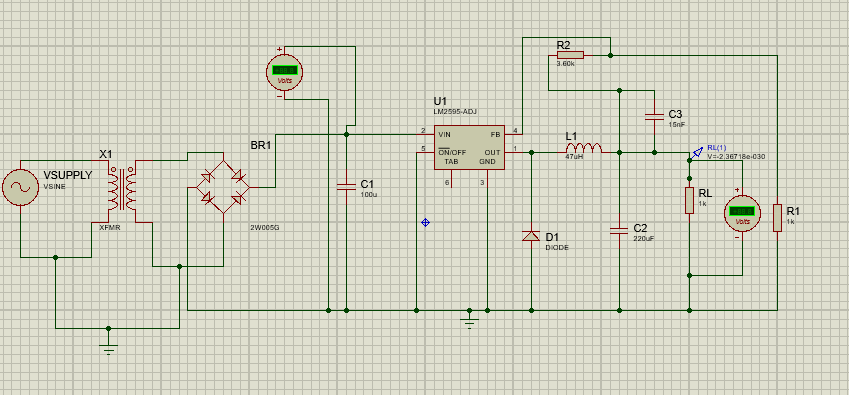 R2
3.60k
+
Volts
−
U1
LM2595-ADJ
C3
15nF
2
VIN
FB
4
L1
47uH
X1
BR1
5
ON/OFF
OUT
1
TAB
GND
RL(1)
V=-2.36718e-030
VSUPPLY
VSINE
C1
100u
6
3
+
RL
1k
Volts
−
R1
1k
XFMR
2W005G
D1
DIODE
C2
220uF